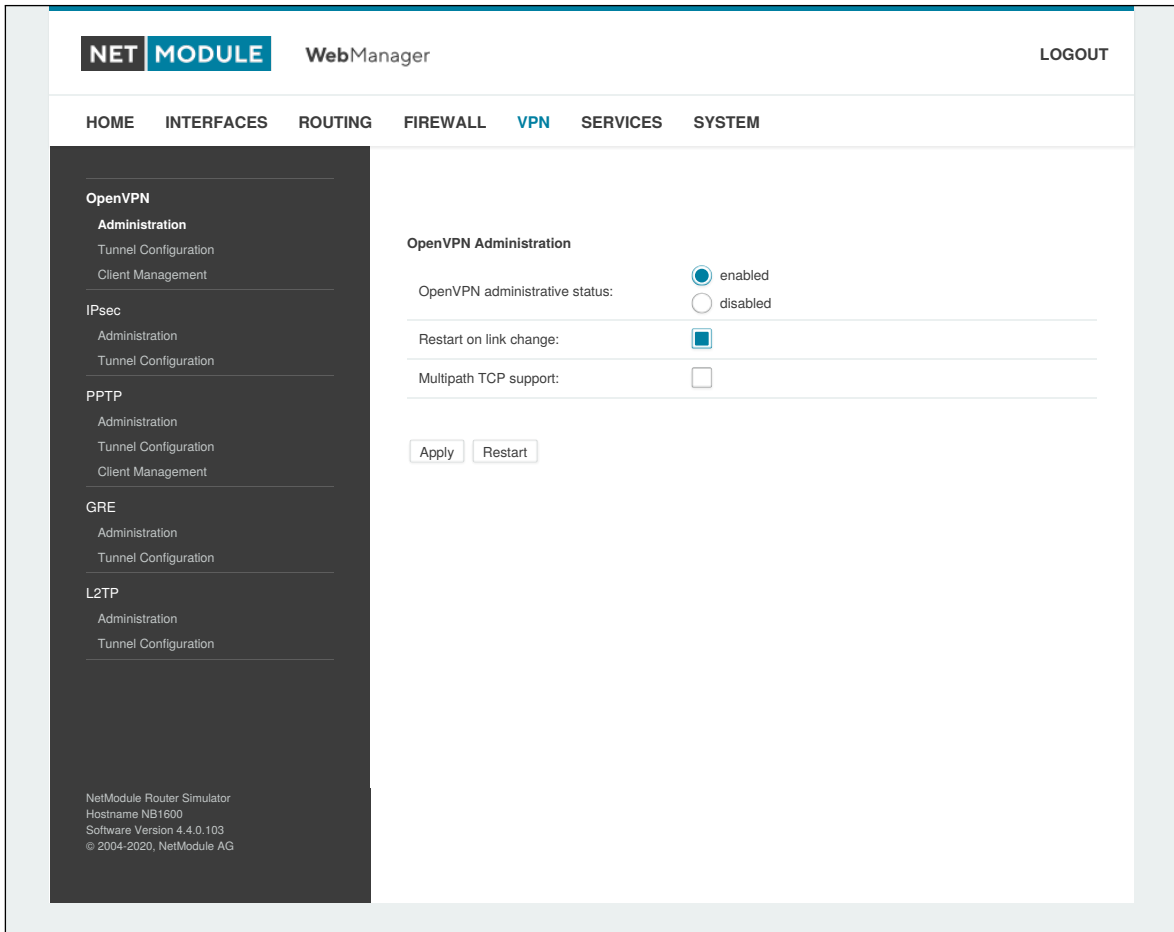 NET MODULE WebManager LOGOUT
HOME INTERFACES ROUTING FIREWALL VPN SERVICES SYSTEM
OpenVPN
Administration
Tunnel Configuration
Client Management
IPsec
Administration
Tunnel Configuration
PPTP
Administration
Tunnel Configuration
Client Management
GRE
Administration
Tunnel Configuration
L2TP
Administration
Tunnel Configuration
NetModule Router Simulator
Hostname NB1600
Software Version 4.4.0.103
© 2004-2020, NetModule AG
OpenVPN Administration
OpenVPN administrative status:
enabled
disabled
Restart on link change:
Multipath TCP support:
Apply Restart